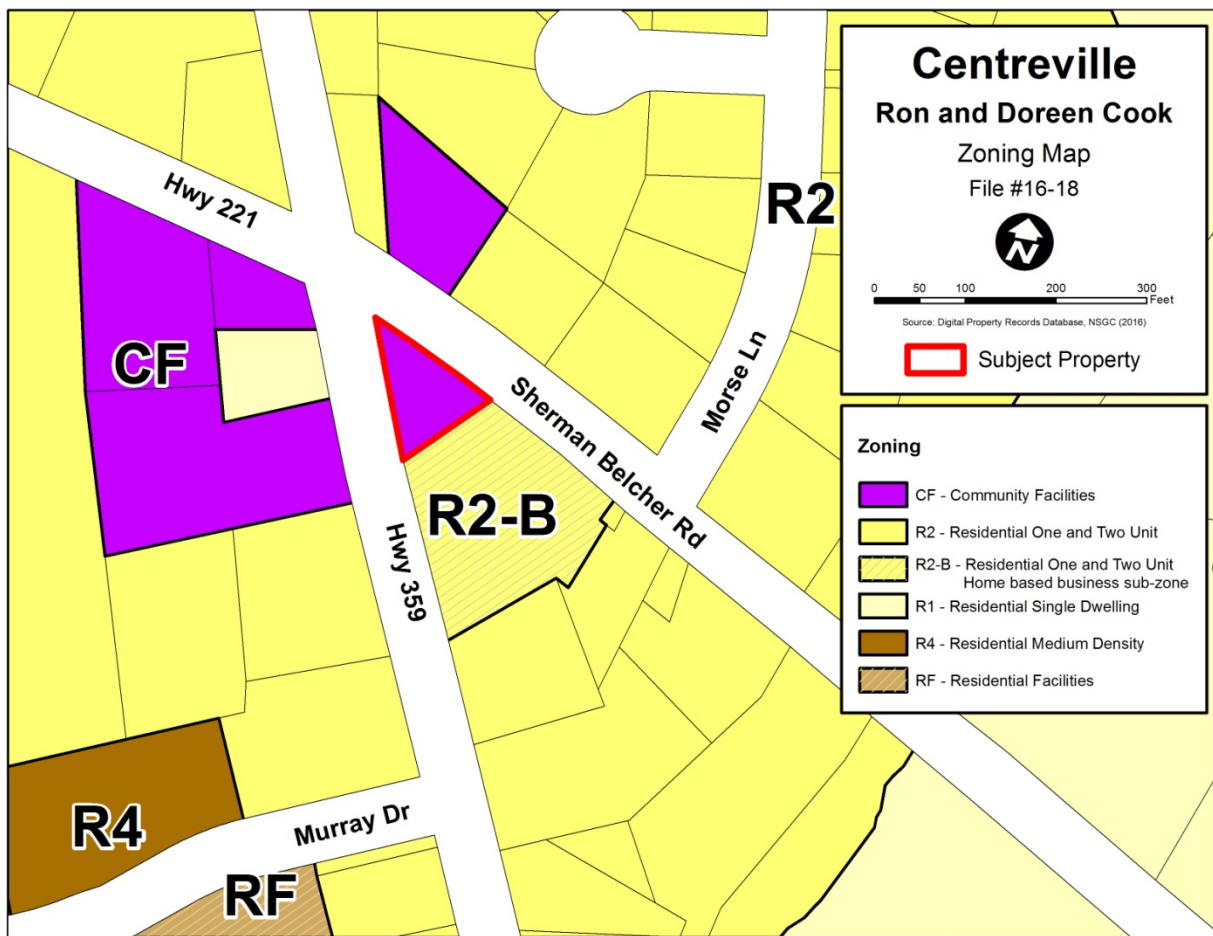 Centreville
Ron and Doreen Cook
Zoning Map
File #16-18
N
0 50 100 200 300
Feet
Source: Digital Property Records Database, NSGC (2016)
Subject Property
Zoning
CF - Community Facilities
R2 - Residential One and Two Unit
R2-B - Residential One and Two Unit
Home based business sub-zone
R1 - Residential Single Dwelling
R4 - Residential Medium Density
RF - Residential Facilities
Hwy 221
R2
CF
Morse Ln
Sherman Belcher Rd
R2-B
Hwy 359
R4
Murray Dr
RF